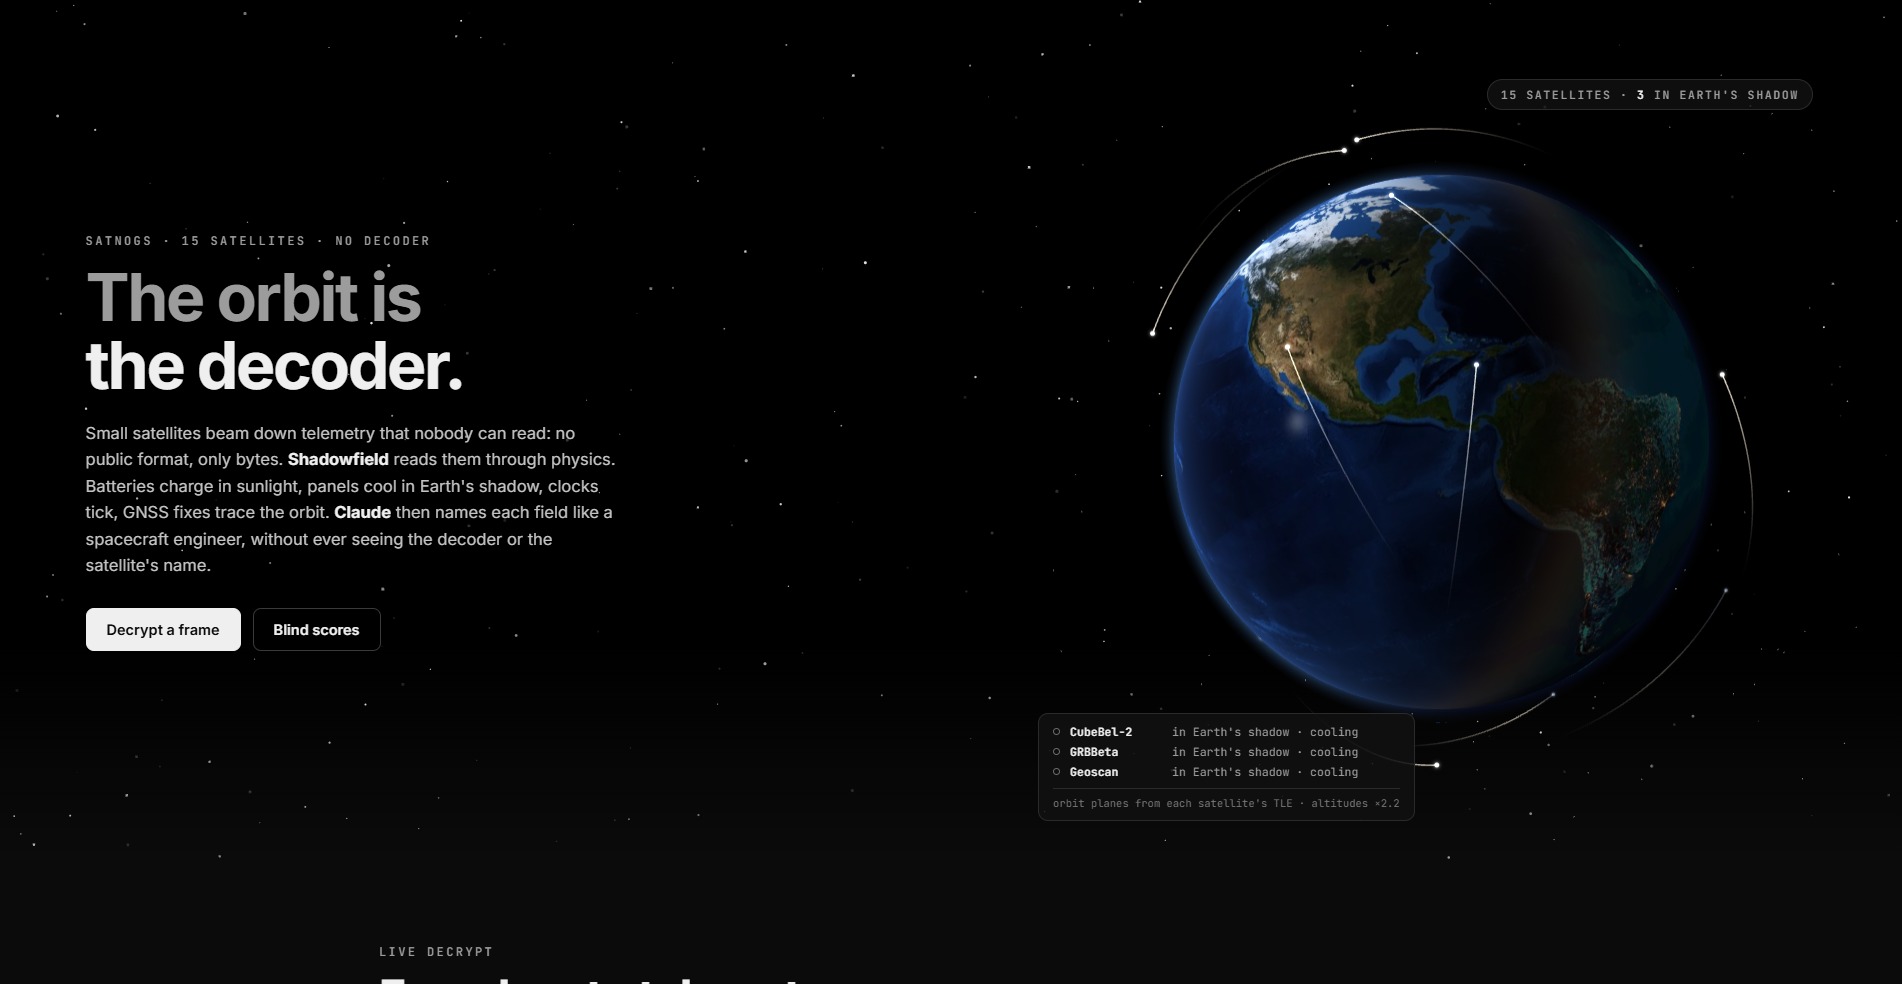 15 SATELLITES · 3 IN EARTH'S SHADOW
SATNOGS · 15 SATELLITES · NO DECODER
The orbit is
the decoder.
Small satellites beam down telemetry that nobody can read: no
public format, only bytes. Shadowfield reads them through physics.
Batteries charge in sunlight, panels cool in Earth's shadow, clocks
tick, GNSS fixes trace the orbit. Claude then names each field like a
spacecraft engineer, without ever seeing the decoder or the
satellite's name.
Decrypt a frame
Blind scores
CubeBel-2 in Earth's shadow · cooling
GRBBeta in Earth's shadow · cooling
Geoscan in Earth's shadow · cooling
orbit planes from each satellite's TLE · altitudes ×2.2
LIVE DECRYPT